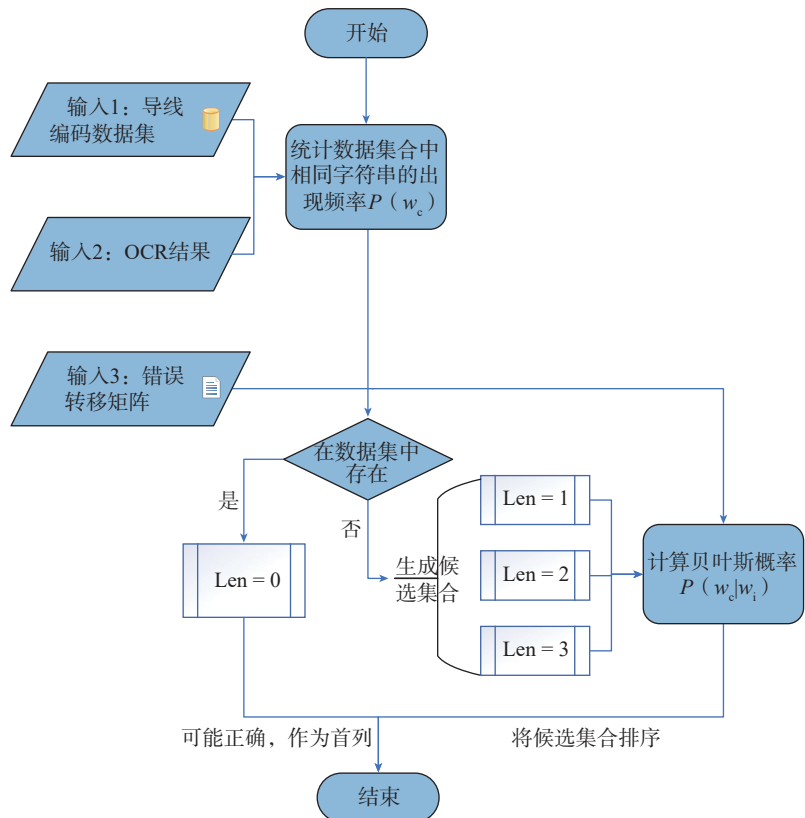 开始
输入1：导线
编码数据集
统计数据集合中
相同字符串的出
现频率P（w_c）
输入2：OCR结果
输入3：错误
转移矩阵
在数据集中
存在
是
否
Len = 0
生成候
选集合
Len = 1
Len = 2
Len = 3
计算贝叶斯概率
P（w_c|w_i）
可能正确，作为首列
将候选集合排序
结束